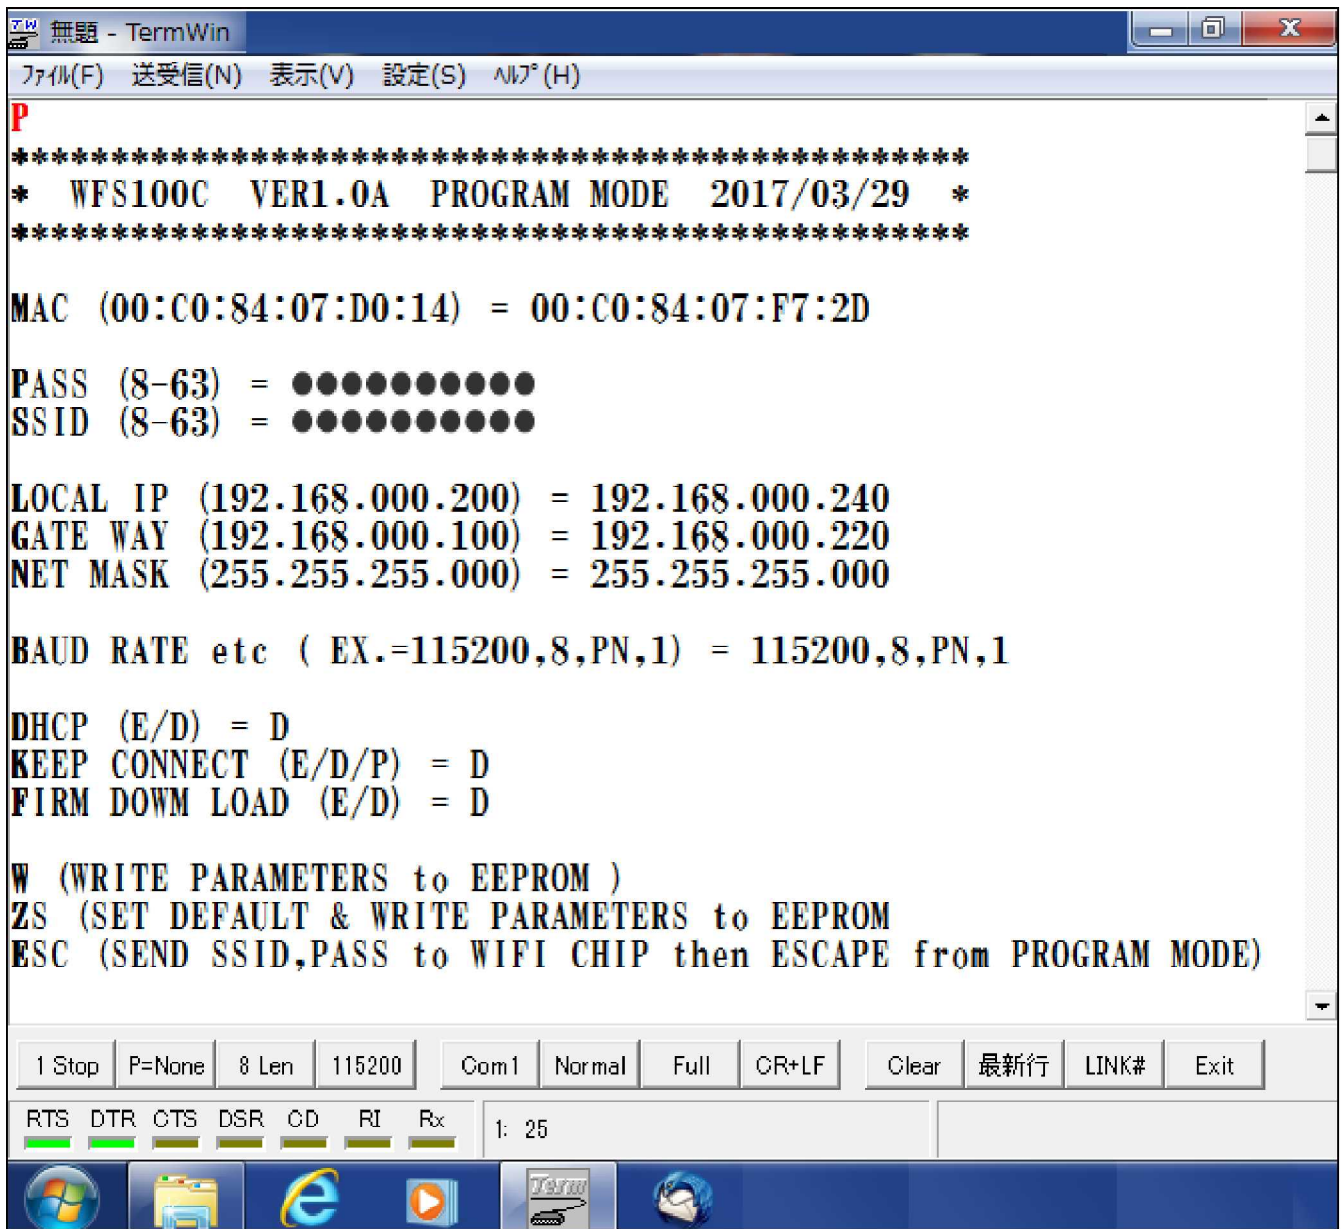 TW 無題 - TermWin
ﾌｧｲﾙ(F) 送受信(N) 表示(V) 設定(S) ﾍﾙﾌﾟ(H)
P
************************************************
* WFS100C VER1.0A PROGRAM MODE 2017/03/29 *
************************************************
MAC (00:C0:84:07:D0:14) = 00:C0:84:07:F7:2D
PASS (8-63) = ●●●●●●●●●●
SSID (8-63) = ●●●●●●●●●●
LOCAL IP (192.168.000.200) = 192.168.000.240
GATE WAY (192.168.000.100) = 192.168.000.220
NET MASK (255.255.255.000) = 255.255.255.000
BAUD RATE etc ( EX.=115200,8,PN,1) = 115200,8,PN,1
DHCP (E/D) = D
KEEP CONNECT (E/D/P) = D
FIRM DOWM LOAD (E/D) = D
W (WRITE PARAMETERS to EEPROM )
ZS (SET DEFAULT & WRITE PARAMETERS to EEPROM
ESC (SEND SSID,PASS to WIFI CHIP then ESCAPE from PROGRAM MODE)
1 Stop P=None 8 Len 115200 Com1 Normal Full CR+LF Clear 最新行 LINK# Exit
RTS DTR CTS DSR CD RI Rx 1: 25
Term